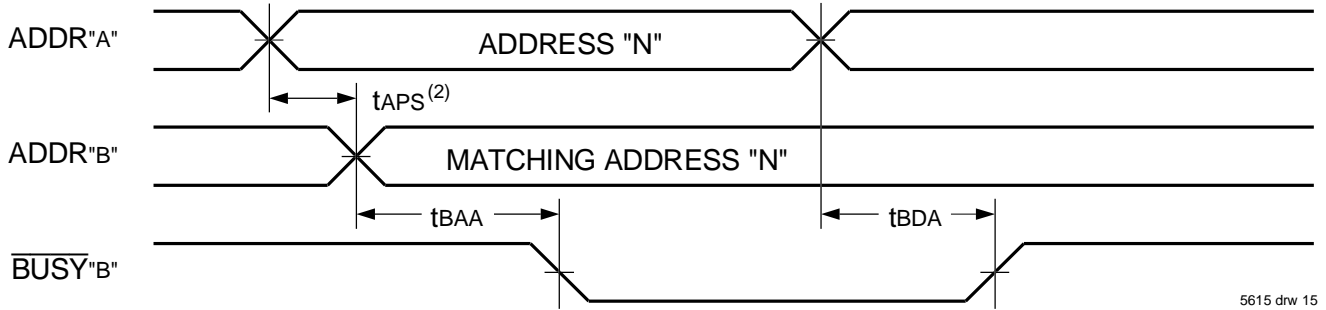 ADDR"A"
ADDRESS "N"
tAPS(2)
ADDR"B"
MATCHING ADDRESS "N"
tBAA
tBDA
BUSY"B"
5615 drw 15